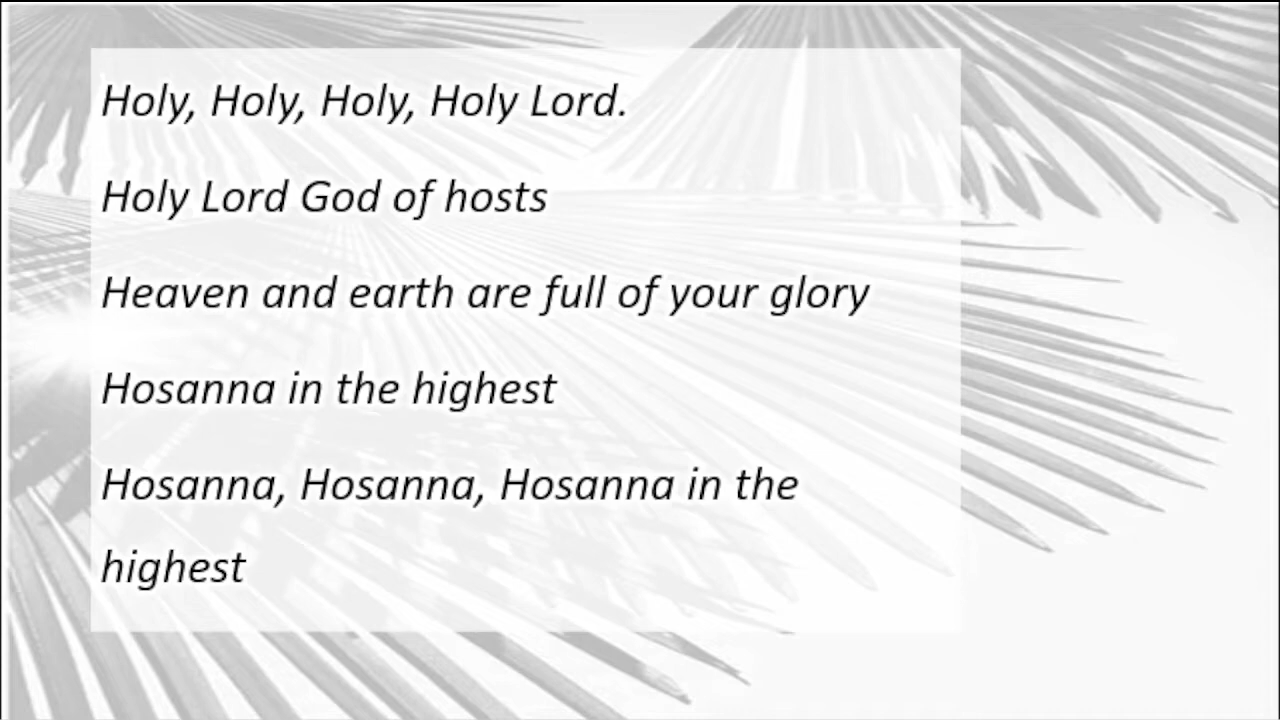 Holy, Holy, Holy, Holy Lord.
Holy Lord God of hosts
Heaven and earth are full of your glory
Hosanna in the highest
Hosanna, Hosanna, Hosanna in the
highest